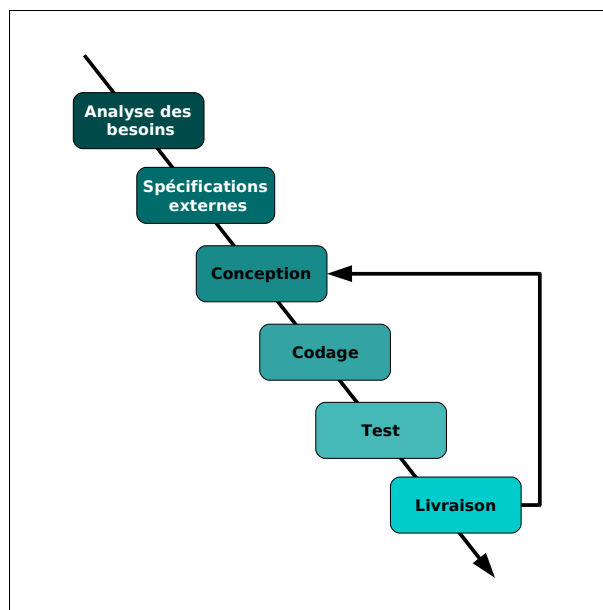 Analyse des
besoins
Spécifications
externes
Conception
Codage
Test
Livraison